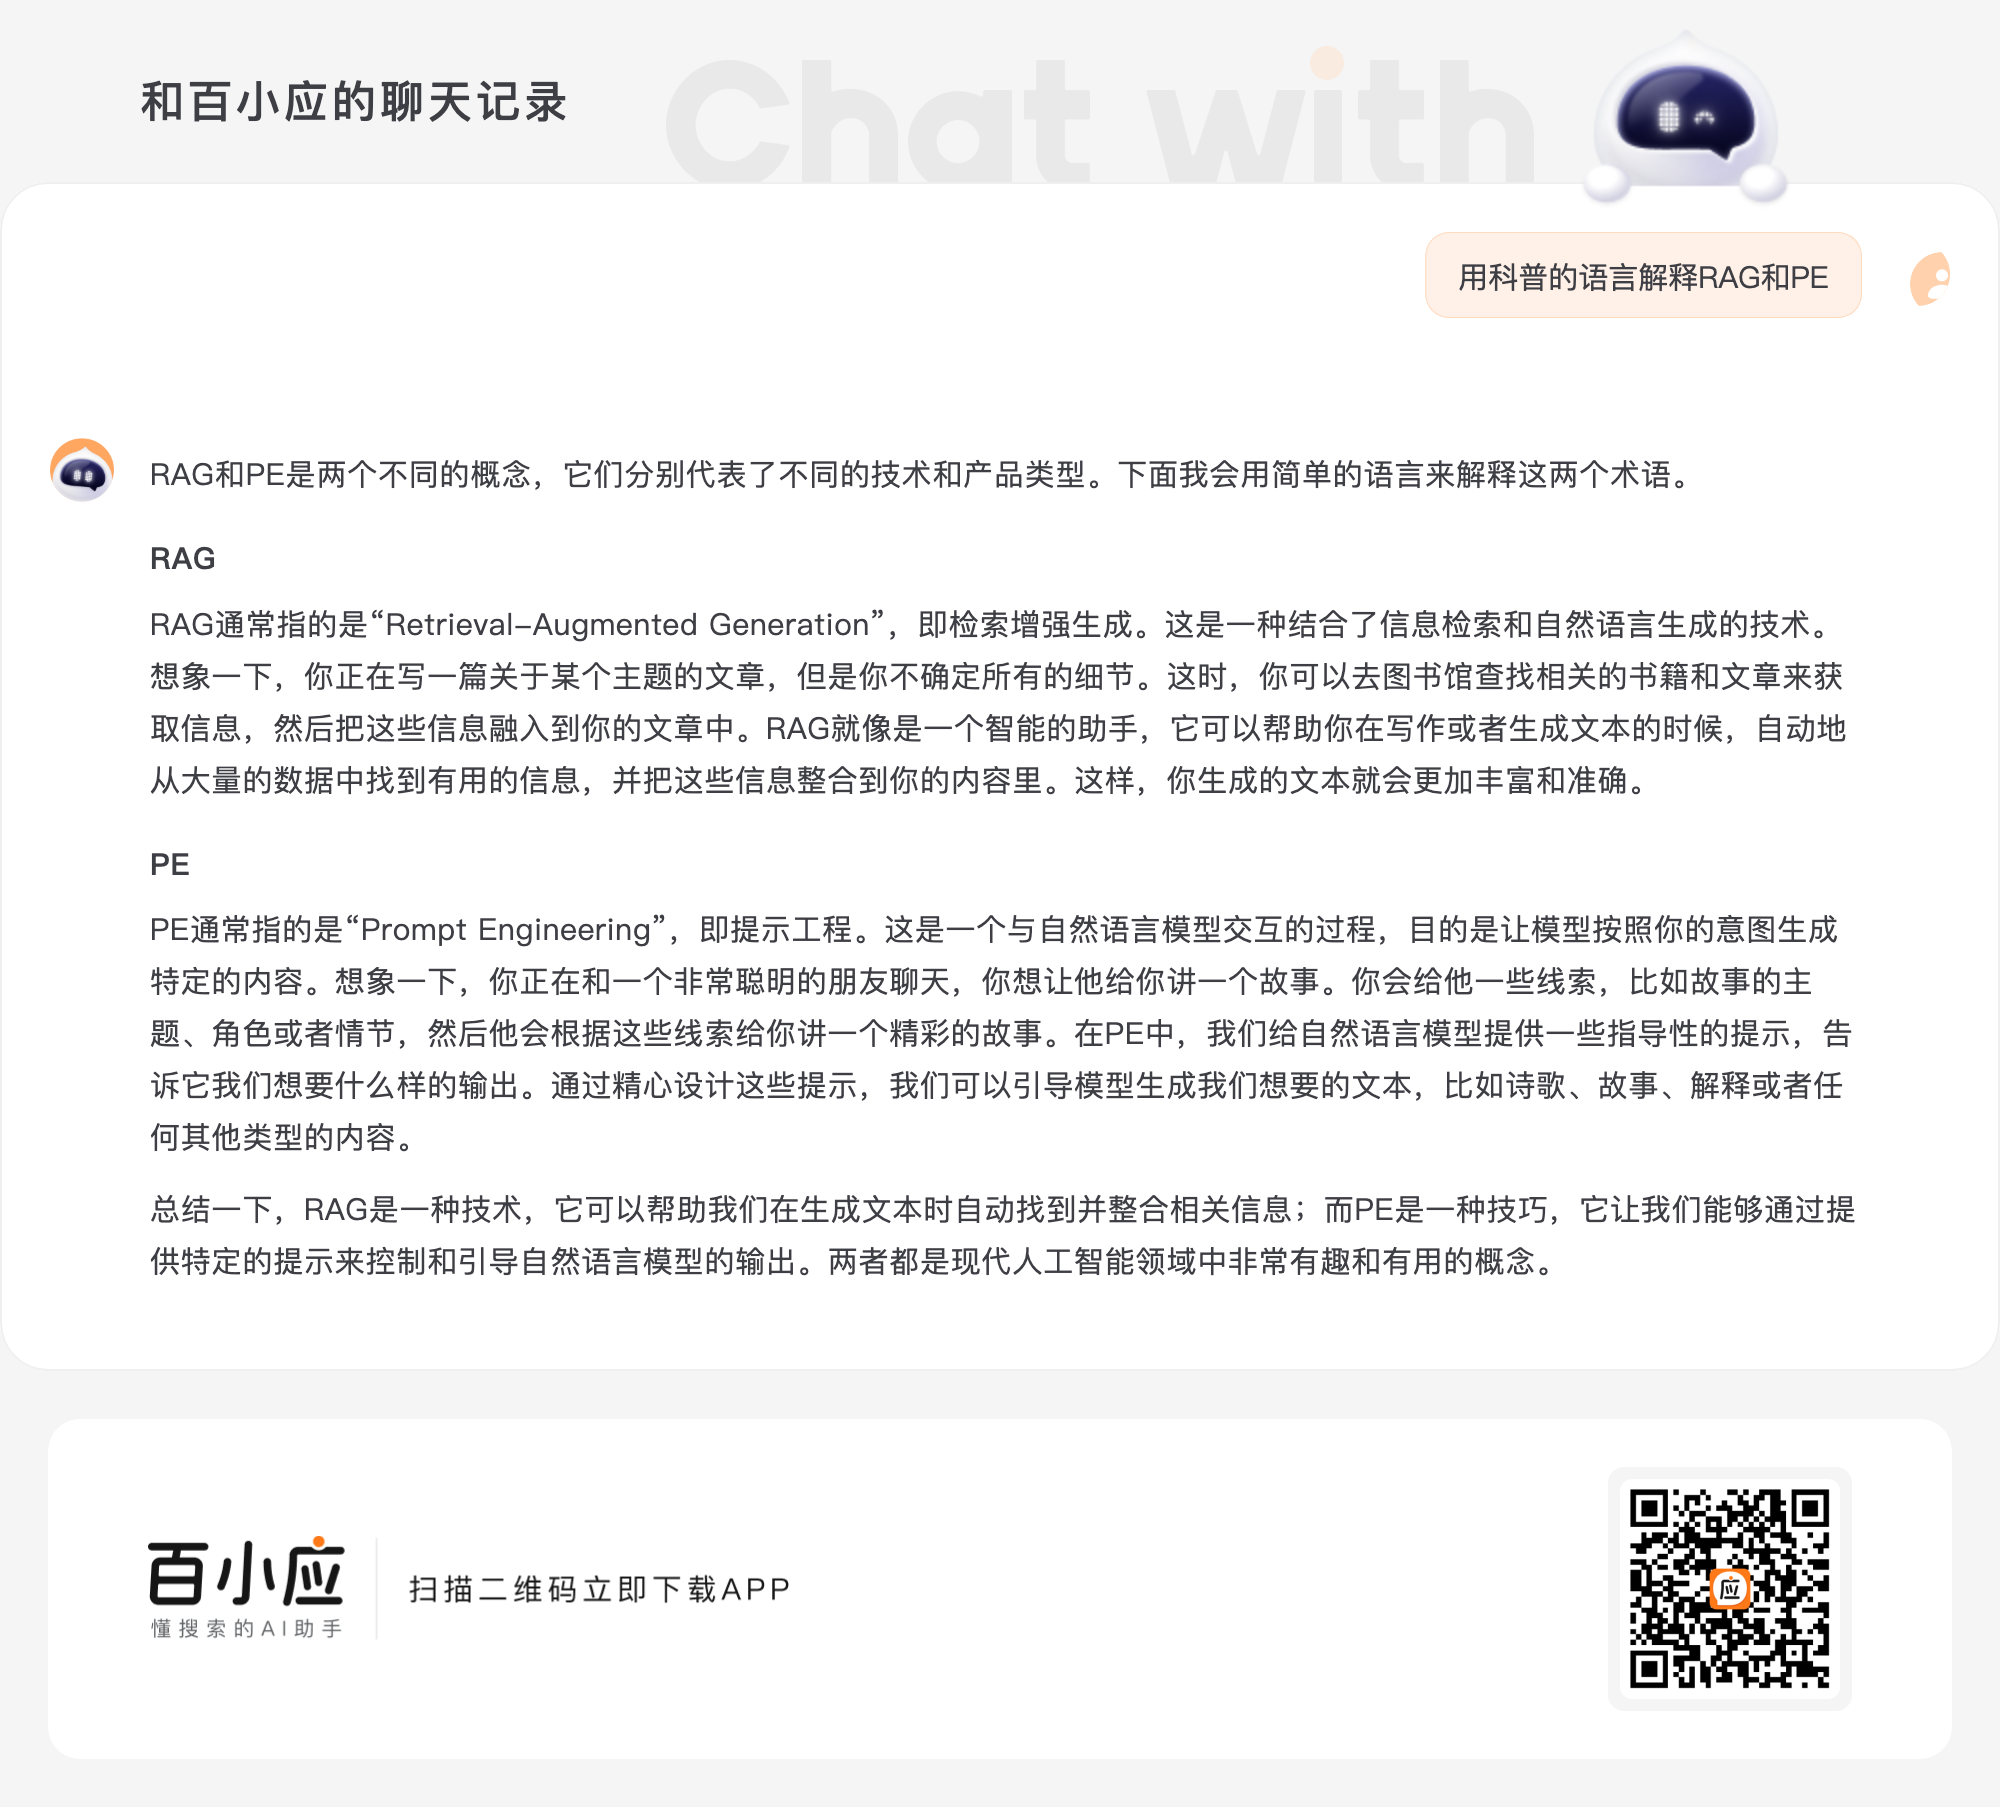 和百小应的聊天记录
Chat with
用科普的语言解释RAG和PE
RAG和PE是两个不同的概念，它们分别代表了不同的技术和产品类型。下面我会用简单的语言来解释这两个术语。
RAG
RAG通常指的是“Retrieval-Augmented Generation”，即检索增强生成。这是一种结合了信息检索和自然语言生成的技术。
想象一下，你正在写一篇关于某个主题的文章，但是你不确定所有的细节。这时，你可以去图书馆查找相关的书籍和文章来获
取信息，然后把这些信息融入到你的文章中。RAG就像是一个智能的助手，它可以帮助你在写作或者生成文本的时候，自动地
从大量的数据中找到有用的信息，并把这些信息整合到你的内容里。这样，你生成的文本就会更加丰富和准确。
PE
PE通常指的是“Prompt Engineering”，即提示工程。这是一个与自然语言模型交互的过程，目的是让模型按照你的意图生成
特定的内容。想象一下，你正在和一个非常聪明的朋友聊天，你想让他给你讲一个故事。你会给他一些线索，比如故事的主
题、角色或者情节，然后他会根据这些线索给你讲一个精彩的故事。在PE中，我们给自然语言模型提供一些指导性的提示，告
诉它我们想要什么样的输出。通过精心设计这些提示，我们可以引导模型生成我们想要的文本，比如诗歌、故事、解释或者任
何其他类型的内容。
总结一下，RAG是一种技术，它可以帮助我们在生成文本时自动找到并整合相关信息；而PE是一种技巧，它让我们能够通过提
供特定的提示来控制和引导自然语言模型的输出。两者都是现代人工智能领域中非常有趣和有用的概念。
百小应
懂搜索的AI助手
扫描二维码立即下载APP
应